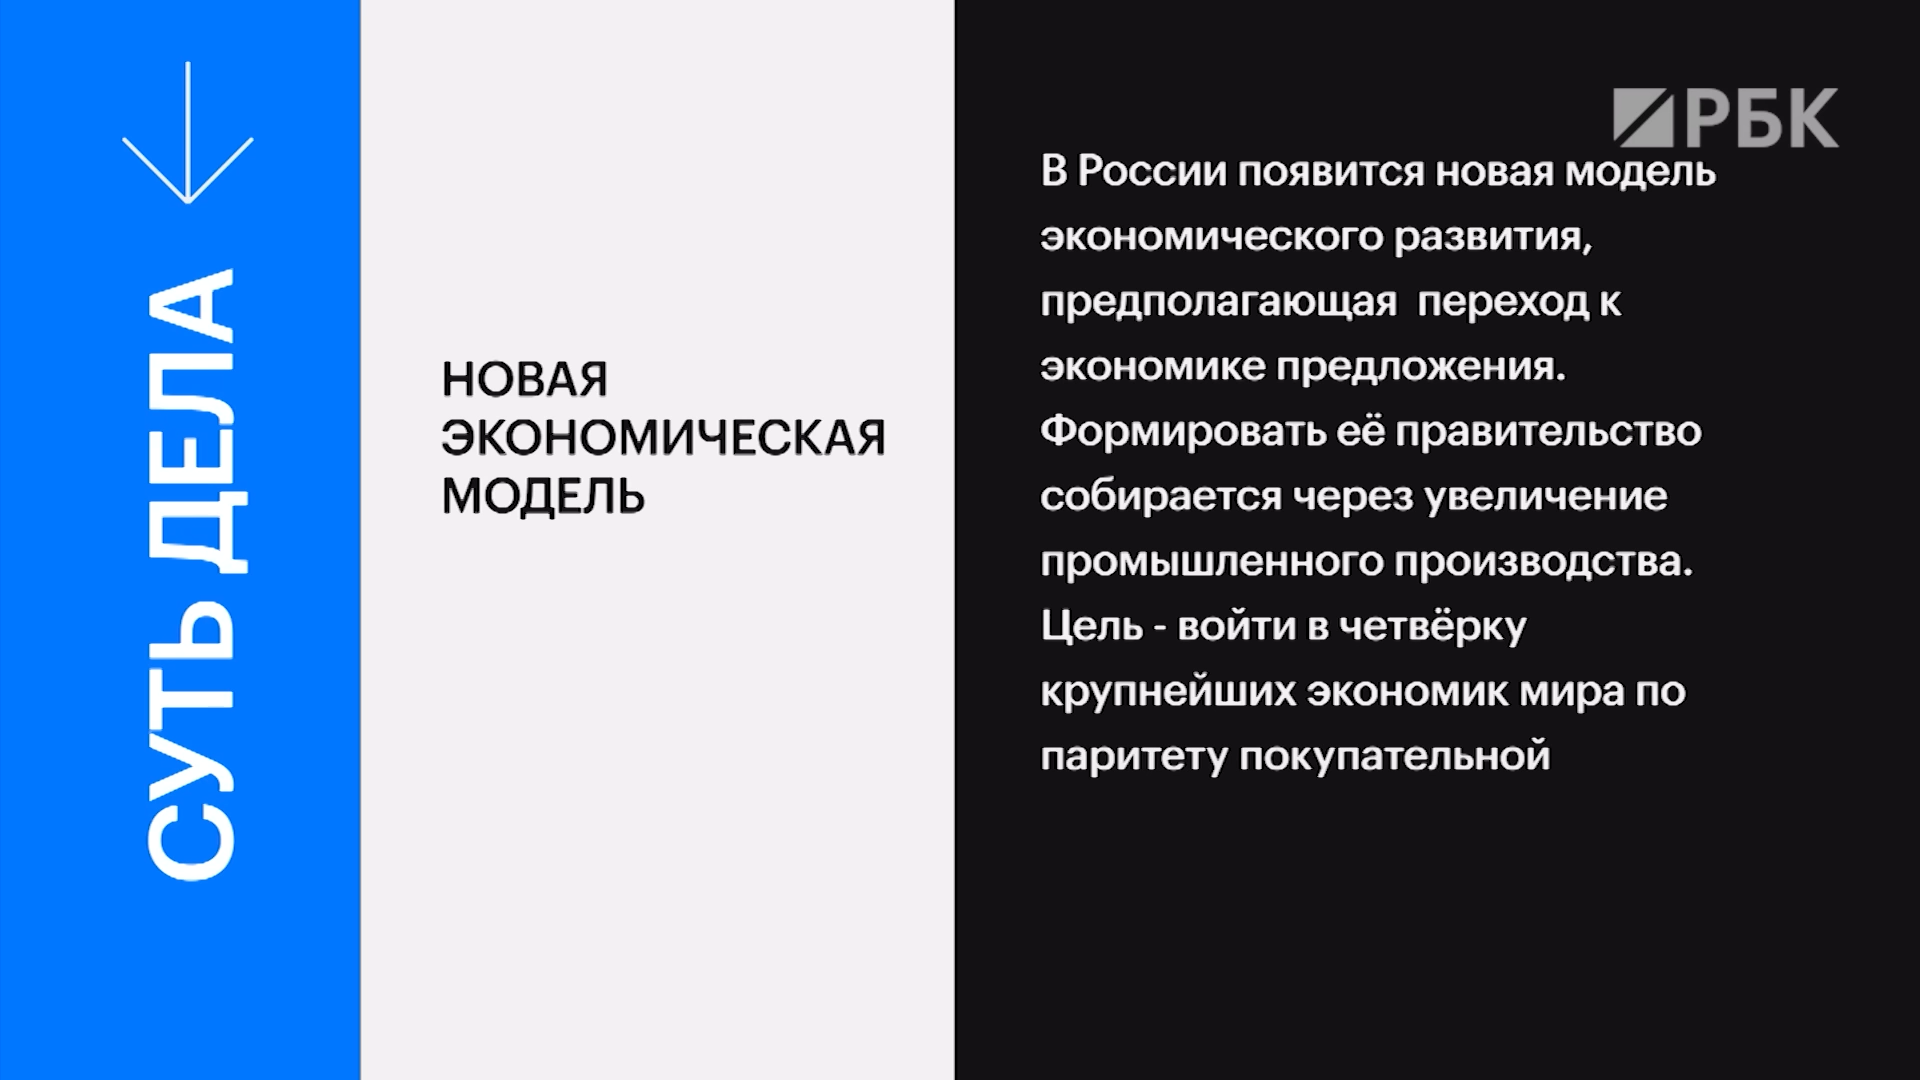 СУТЬ ДЕЛА
НОВАЯ
ЭКОНОМИЧЕСКАЯ
МОДЕЛЬ
РБК
В России появится новая модель
экономического развития,
предполагающая  переход к
экономике предложения.
Формировать её правительство
собирается через увеличение
промышленного производства.
Цель - войти в четвёрку
крупнейших экономик мира по
паритету покупательной